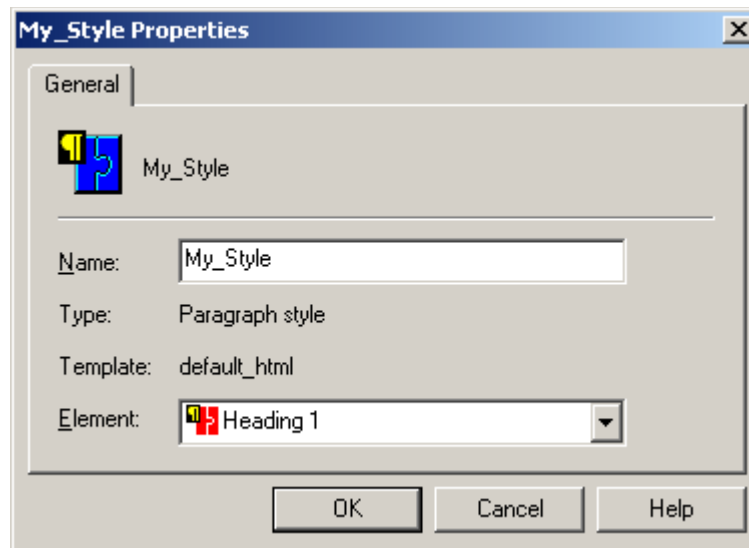 My_Style Properties
General
My_Style
Name: My_Style
Type: Paragraph style
Template: default_html
Element: Heading 1
OK Cancel Help